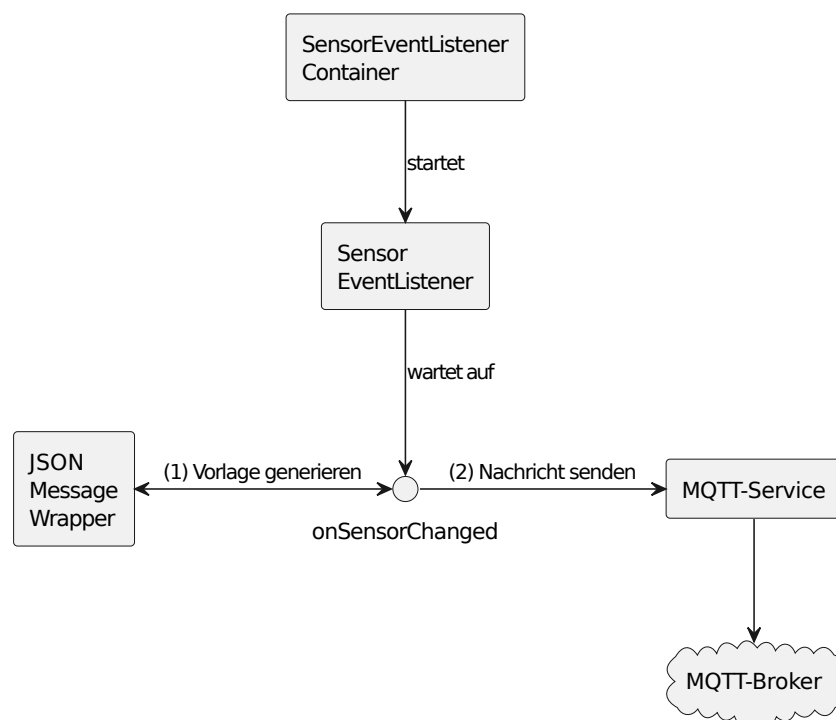 SensorEventListener
Container
startet
Sensor
EventListener
wartet auf
JSON
Message
Wrapper
(1) Vorlage generieren
(2) Nachricht senden
MQTT-Service
onSensorChanged
MQTT-Broker